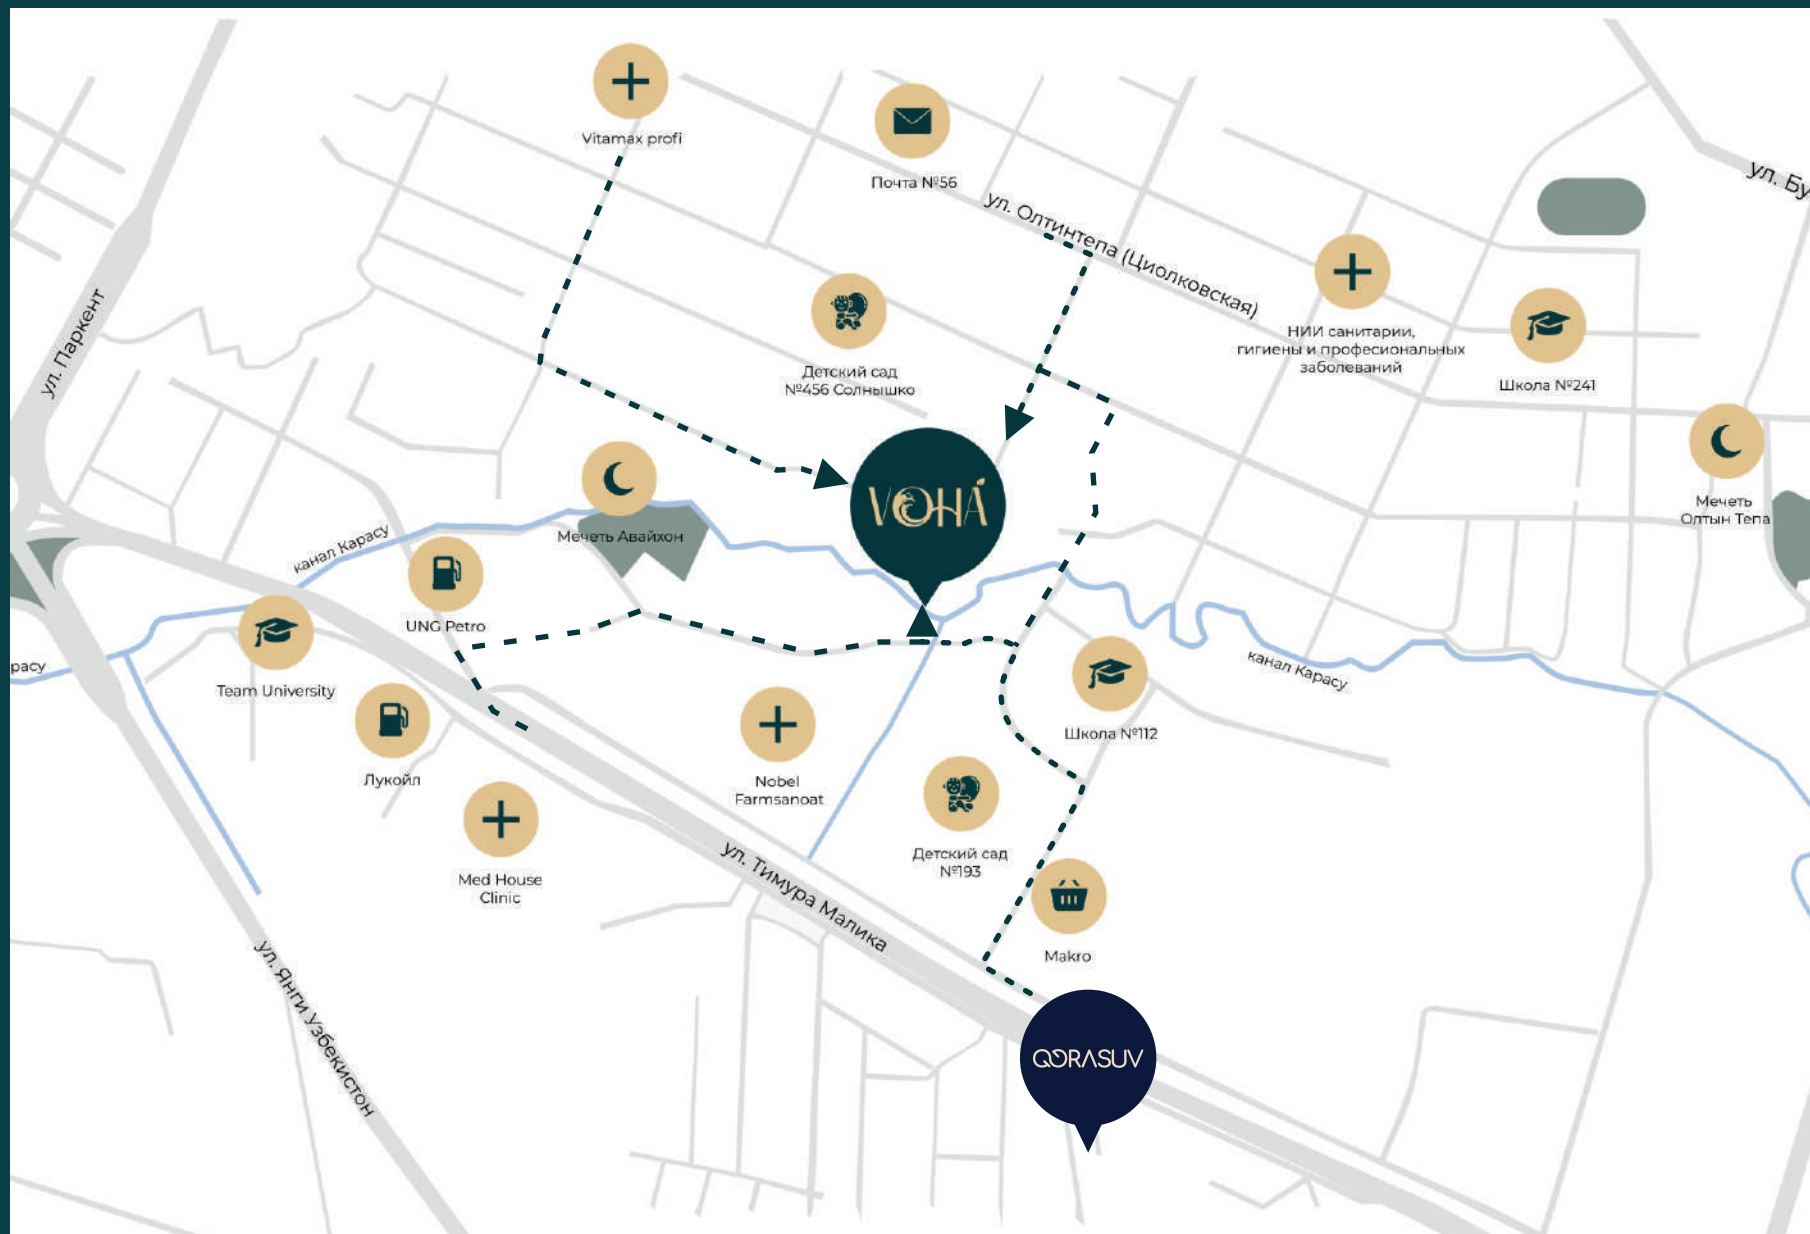 Vitamax profi
Почта №56
ул. Бу
ул. Олтинтепа (Циолковская)
НИИ санитарии,
гигиены и професиональных
заболеваний
Школа №241
ул. Паркент
Детский сад
№456 Солнышко
VOHA
Мечеть
Олтын Тепа
Мечеть Авайхон
канал Карасу
UNG Petro
расу
Team University
канал Карасу
Школа №112
Лукойл
Nobel
Farmsanoat
Детский сад
№193
Med House
Clinic
ул. Тимура Малика
Makro
ул. Янги Узбекистон
QORASUV